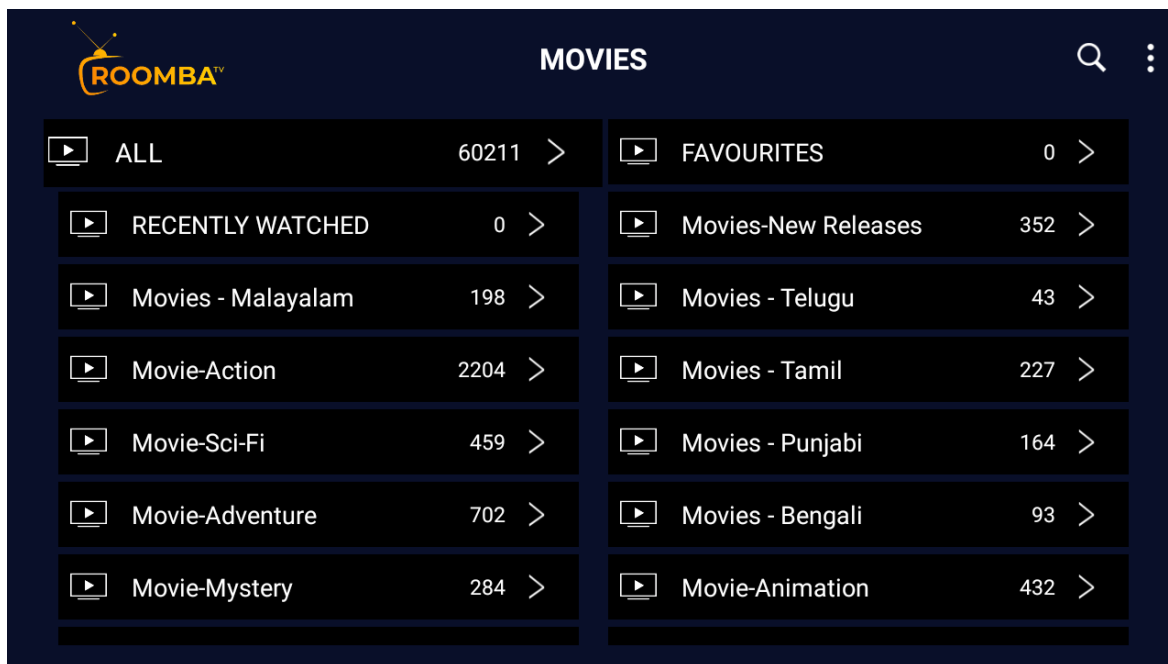 ROOMBA TV
MOVIES
ALL 60211
FAVOURITES 0
RECENTLY WATCHED 0
Movies-New Releases 352
Movies - Malayalam 198
Movies - Telugu 43
Movie-Action 2204
Movies - Tamil 227
Movie-Sci-Fi 459
Movies - Punjabi 164
Movie-Adventure 702
Movies - Bengali 93
Movie-Mystery 284
Movie-Animation 432